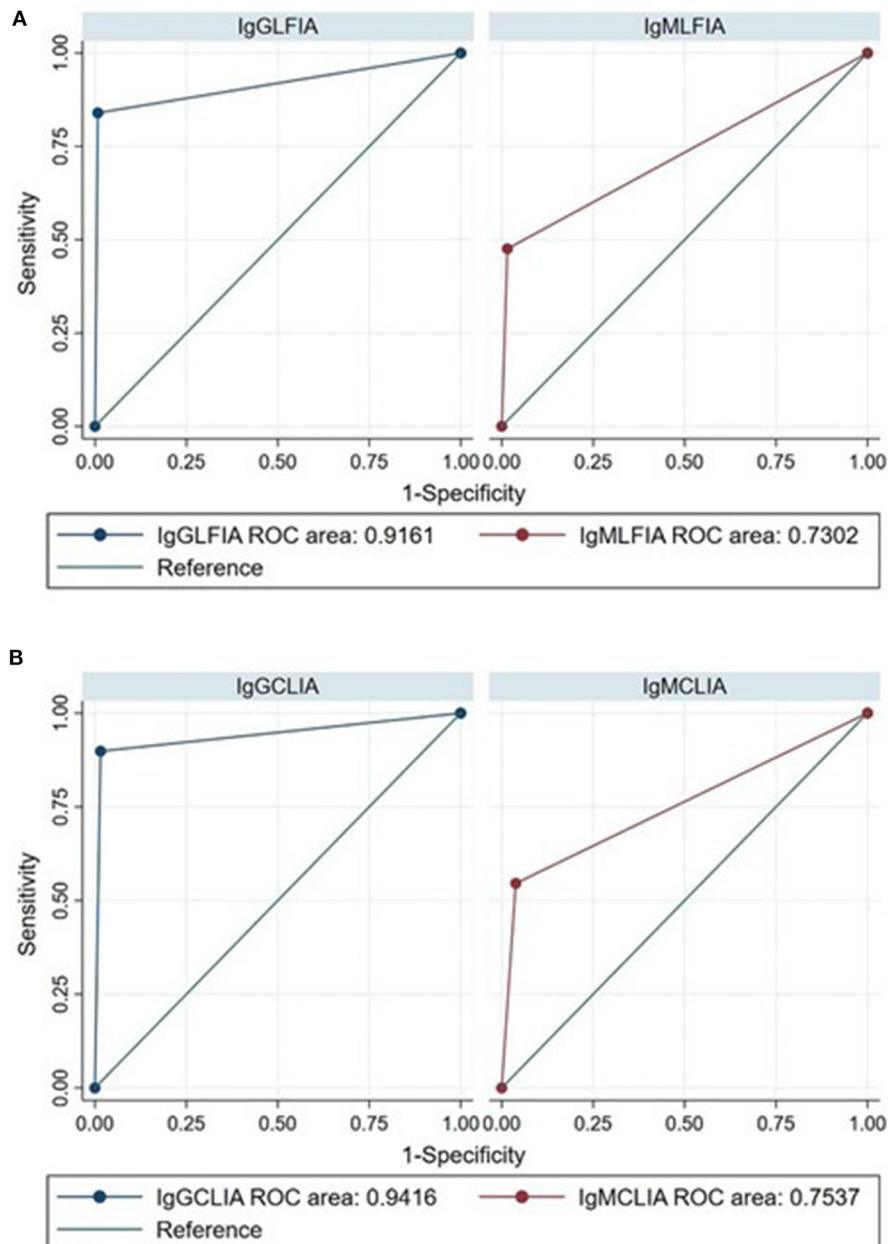 A
IgGLFIA IgMLFIA
1.00
0.75
0.50
0.25
0.00
Sensitivity
0.00 0.25 0.50 0.75 1.00 0.00 0.25 0.50 0.75 1.00
1-Specificity
IgGLFIA ROC area: 0.9161 IgMLFIA ROC area: 0.7302
Reference
B
IgGCLIA IgMCLIA
1.00
0.75
0.50
0.25
0.00
Sensitivity
0.00 0.25 0.50 0.75 1.00 0.00 0.25 0.50 0.75 1.00
1-Specificity
IgGCLIA ROC area: 0.9416 IgMCLIA ROC area: 0.7537
Reference